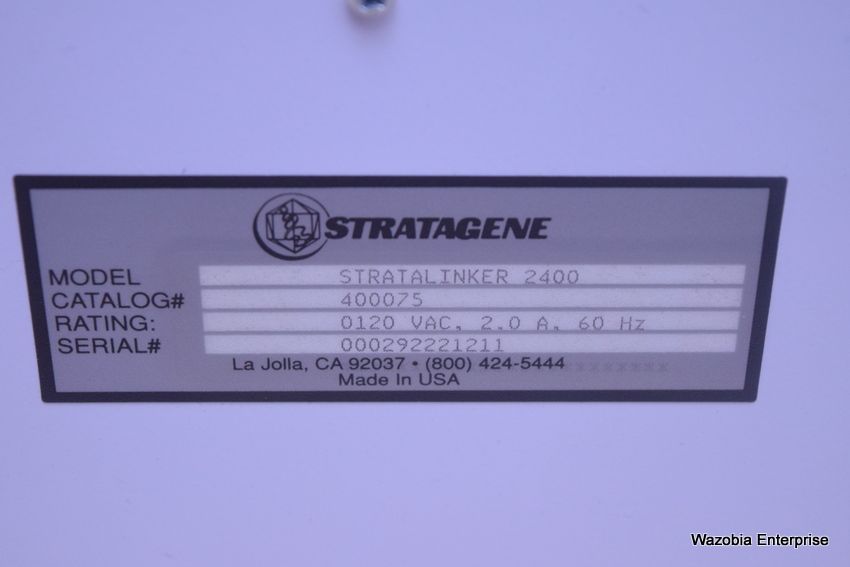 STRATAGENE
MODEL STRATALINKER 2400
CATALOG# 400075
RATING: 0120 VAC, 2.0 A, 60 Hz
SERIAL# 000292221211
La Jolla, CA 92037 • (800) 424-5444
Made In USA
Wazobia Enterprise